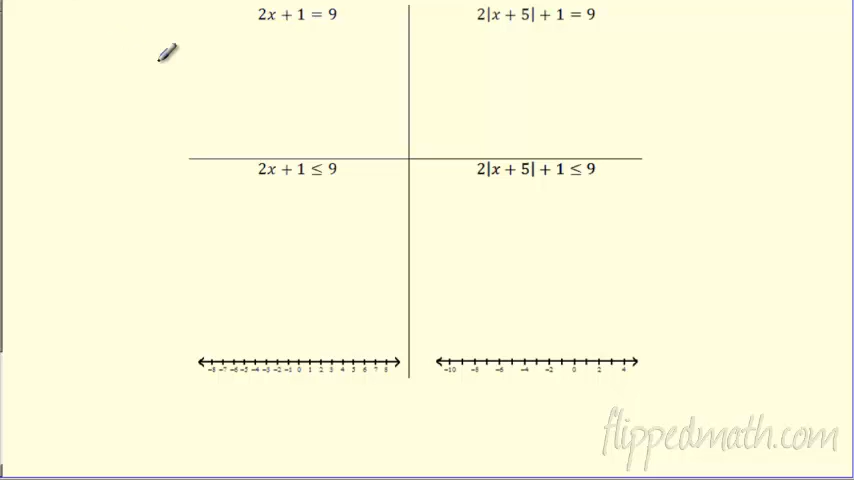 2x + 1 = 9
2|x + 5| + 1 = 9
2x + 1 ≤ 9
2|x + 5| + 1 ≤ 9
-8 -7 -6 -5 -4 -3 -2 -1 0 1 2 3 4 5 6 7 8
-10 -8 -6 -4 -2 0 2 4
flippedmath.com